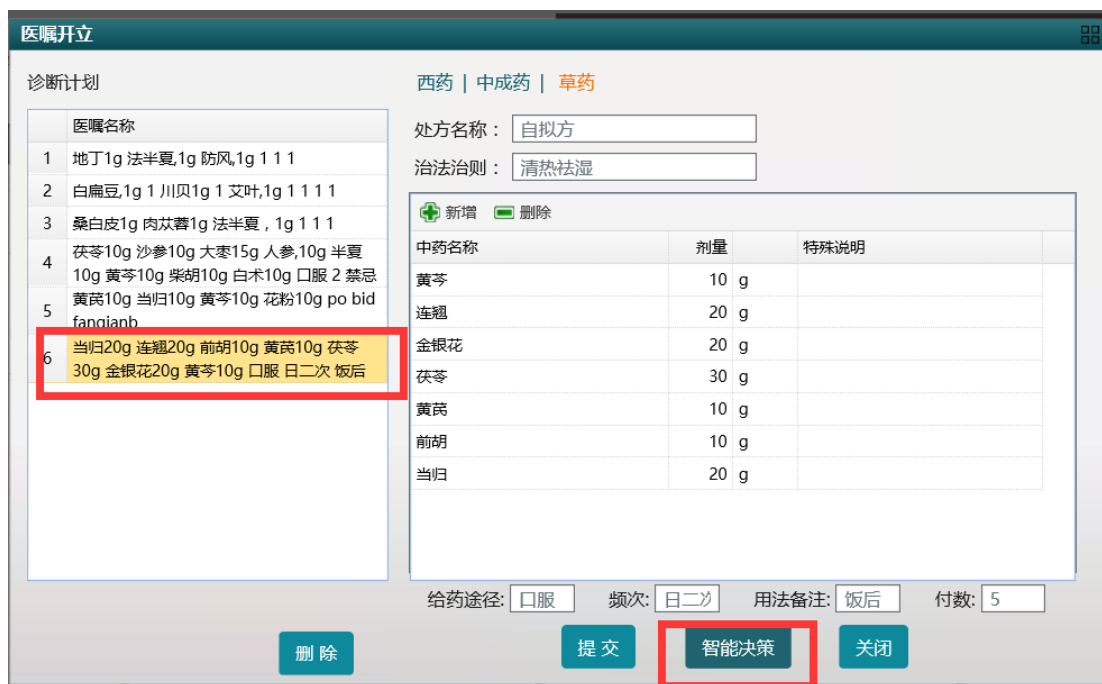 医嘱开立
诊断计划
医嘱名称
1 地丁1g 法半夏,1g 防风,1g 1 1 1
2 白扁豆,1g 1 川贝1g 1 艾叶,1g 1 1 1 1
3 桑白皮1g 肉苁蓉1g 法半夏，1g 1 1 1
4 茯苓10g 沙参10g 大枣15g 人参,10g 半夏
10g 黄芩10g 柴胡10g 白术10g 口服 2 禁忌
5 黄芪10g 当归10g 黄芩10g 花粉10g po bid
fangianb
6 当归20g 连翘20g 前胡10g 黄芪10g 茯苓
30g 金银花20g 黄芩10g 口服 日二次 饭后
删 除
西药 | 中成药 | 草药
处方名称： 自拟方
治法治则： 清热祛湿
新增 删除
中药名称 剂量 特殊说明
黄芩 10 g
连翘 20 g
金银花 20 g
茯苓 30 g
黄芪 10 g
前胡 10 g
当归 20 g
给药途径: 口服 频次: 日二次 用法备注: 饭后 付数: 5
提 交 智能决策 关闭